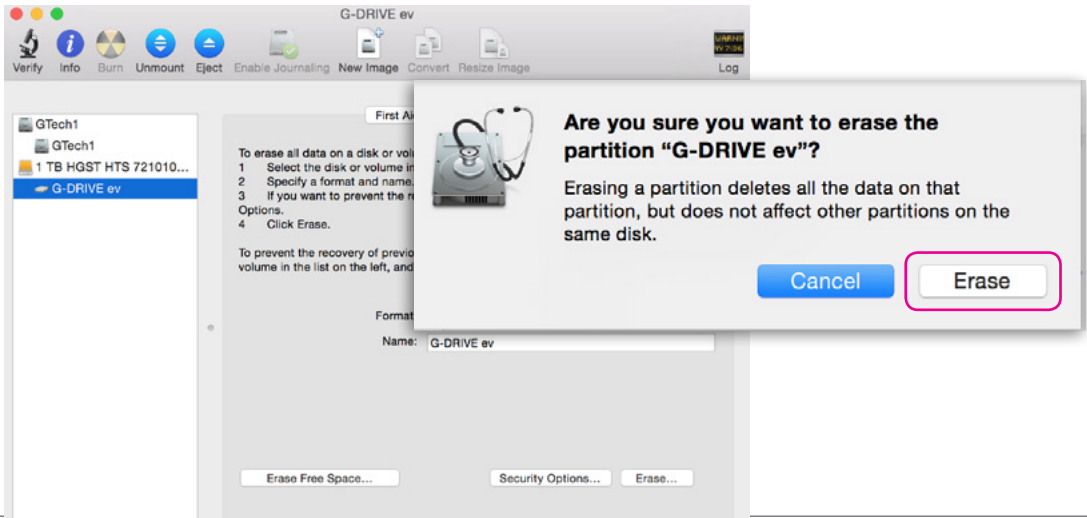 G-DRIVE ev
Verify Info Burn Unmount Eject Enable Journaling New Image Convert Resize Image Log
GTech1
GTech1
1 TB HGST HTS 721010...
G-DRIVE ev
First Ai
To erase all data on a disk or vol
1 Select the disk or volume in
2 Specify a format and name.
3 If you want to prevent the r
Options.
4 Click Erase.
To prevent the recovery of previo
volume in the list on the left, and
Format
Name: G-DRIVE ev
Erase Free Space... Security Options... Erase...
Are you sure you want to erase the
partition “G-DRIVE ev”?
Erasing a partition deletes all the data on that
partition, but does not affect other partitions on the
same disk.
Cancel Erase